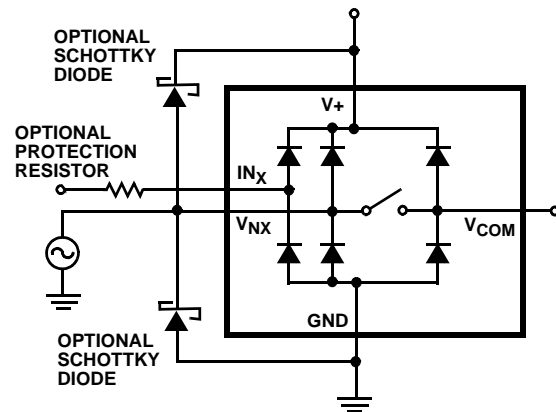 OPTIONAL
SCHOTTKY
DIODE
V+
OPTIONAL
PROTECTION
RESISTOR
INX
VNX
VCOM
GND
OPTIONAL
SCHOTTKY
DIODE